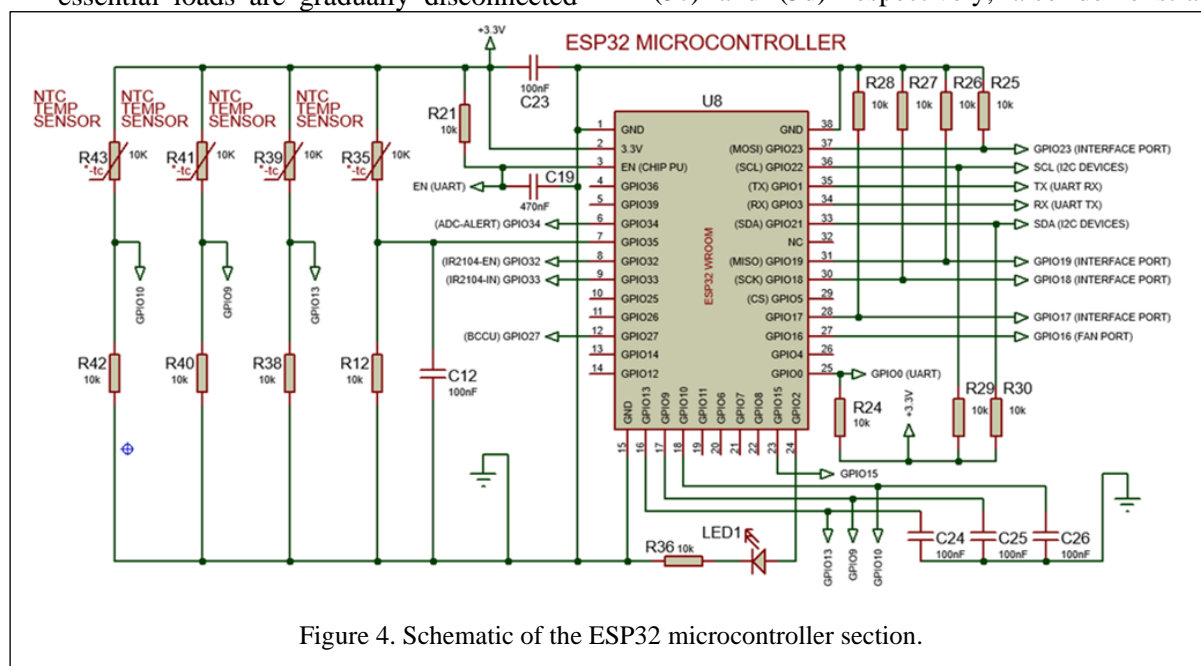 essential loads are gradually disconnected
+3.3V
ESP32 MICROCONTROLLER
100nF
C23
NTC TEMP SENSOR
NTC TEMP SENSOR
NTC TEMP SENSOR
NTC TEMP SENSOR
R43 10K
-tc
R41 10K
-tc
R39 10K
-tc
R35 10K
-tc
R21
10k
C19
470nF
EN (UART)
(ADC-ALERT) GPIO34
(IR2104-EN) GPIO32
(IR2104-IN) GPIO33
(BCCU) GPIO27
GPIO10
GPIO9
GPIO13
R42
10k
R40
10k
R38
10k
R12
10k
C12
100nF
U8
ESP32 WROOM
1 GND
2 3.3V
3 EN (CHIP PU)
4 GPIO36
5 GPIO39
6 GPIO34
7 GPIO35
8 GPIO32
9 GPIO33
10 GPIO25
11 GPIO26
12 GPIO27
13 GPIO14
14 GPIO12
GND 38
(MOSI) GPIO23 37
(SCL) GPIO22 36
(TX) GPIO1 35
(RX) GPIO3 34
(SDA) GPIO21 33
NC 32
(MISO) GPIO19 31
(SCK) GPIO18 30
(CS) GPIO5 29
GPIO17 28
GPIO16 27
GPIO4 26
GPIO0 25
GND 15
GPIO13 16
GPIO9 17
GPIO10 18
GPIO11 19
GPIO6 20
GPIO7 21
GPIO8 22
GPIO15 23
GPIO2 24
R28
10k
R27
10k
R26
10k
R25
10k
GPIO23 (INTERFACE PORT)
SCL (I2C DEVICES)
TX (UART RX)
RX (UART TX)
SDA (I2C DEVICES)
GPIO19 (INTERFACE PORT)
GPIO18 (INTERFACE PORT)
GPIO17 (INTERFACE PORT)
GPIO16 (FAN PORT)
GPIO0 (UART)
R24
10k
+3.3V
R29
10k
R30
10k
GPIO15
R36 10k
LED1
GPIO13
GPIO9
GPIO10
C24
100nF
C25
100nF
C26
100nF
Figure 4. Schematic of the ESP32 microcontroller section.